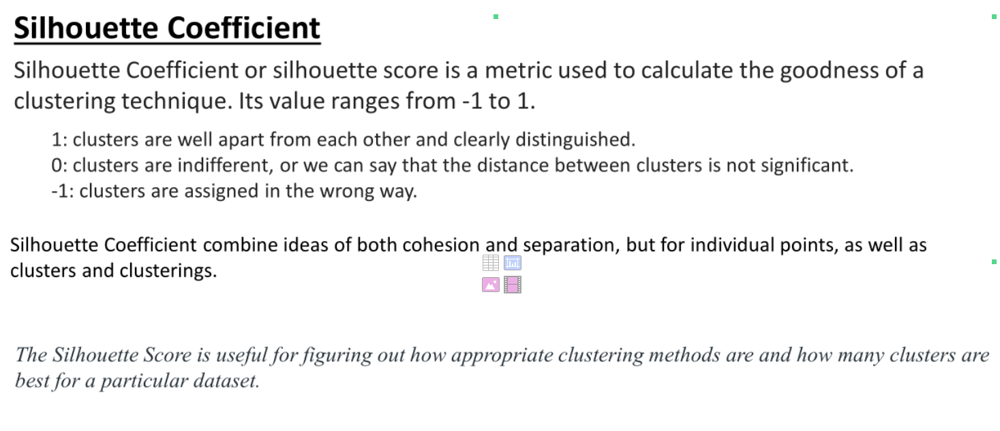 Silhouette Coefficient
Silhouette Coefficient or silhouette score is a metric used to calculate the goodness of a
clustering technique. Its value ranges from -1 to 1.
1: clusters are well apart from each other and clearly distinguished.
0: clusters are indifferent, or we can say that the distance between clusters is not significant.
-1: clusters are assigned in the wrong way.
Silhouette Coefficient combine ideas of both cohesion and separation, but for individual points, as well as
clusters and clusterings.
The Silhouette Score is useful for figuring out how appropriate clustering methods are and how many clusters are
best for a particular dataset.